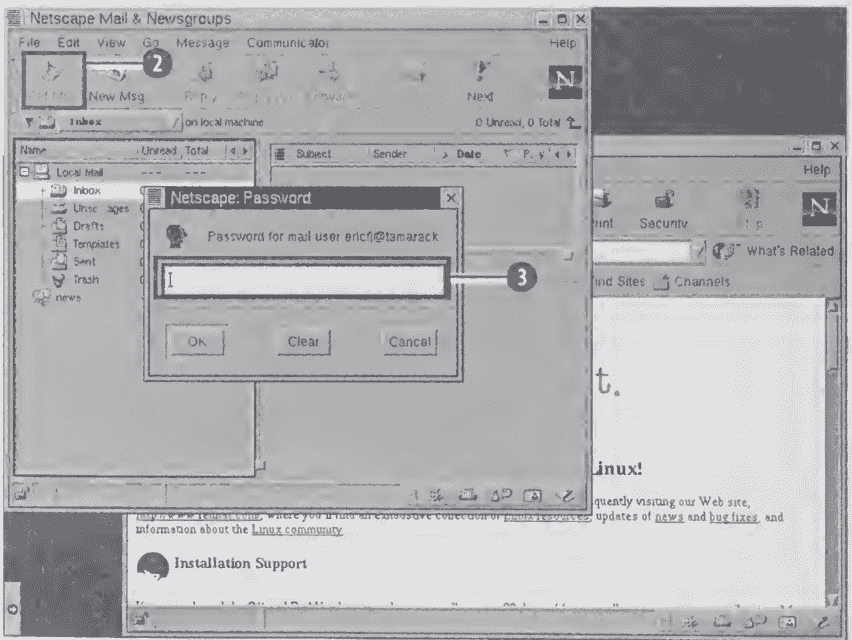 Netscape Mail & Newsgroups
File Edit View Go Message Communicator Help
2
New Msg
Next
N
Inbox on local machine 0 Unread, 0 Total
Name Unread Total
Subject Sender Date
Local Mail --- ---
Inbox
Drafts
Templates
Sent
Trash
news
Netscape: Password
Password for mail user ericfj@tamarack
3
OK Clear Cancel
Help
Security
N
What's Related
Channels
t.
Linux!
quently visiting our Web site,
updates of news and bug fixes, and
information about the Linux community
Installation Support